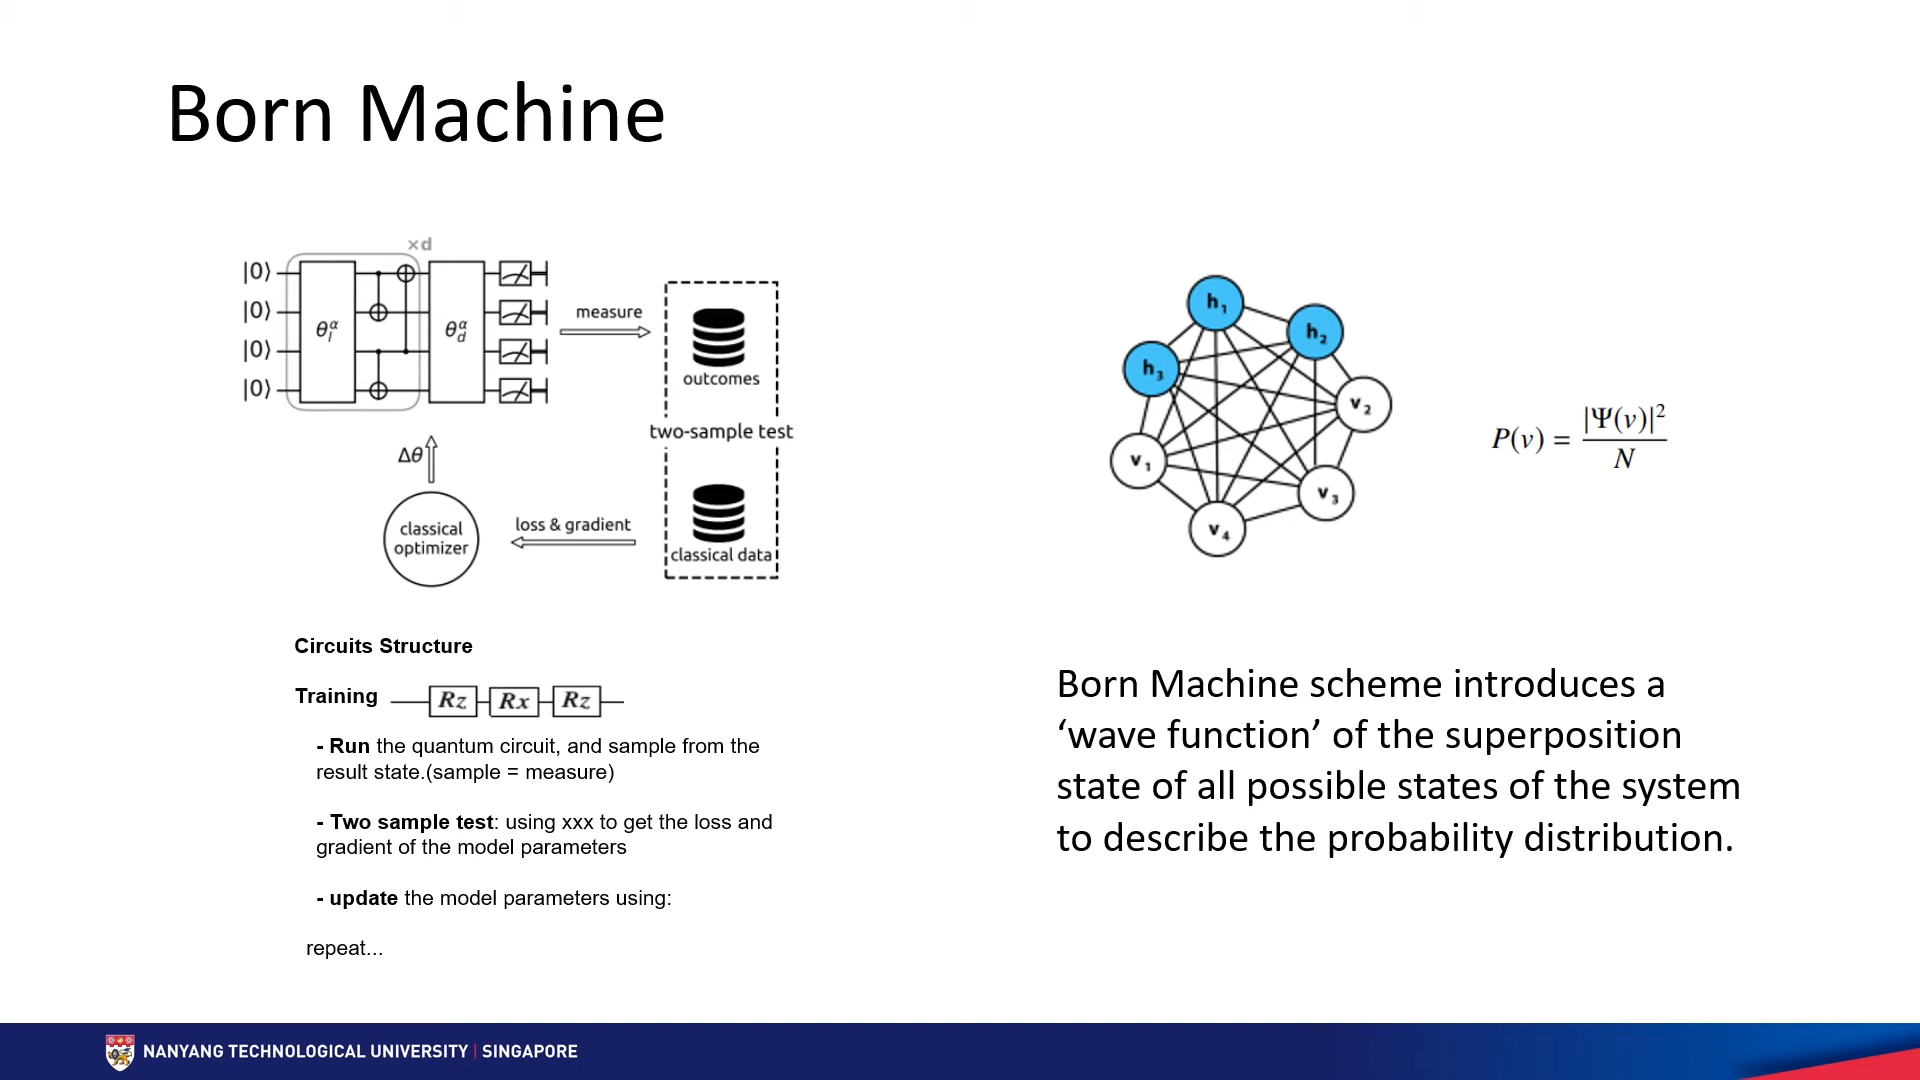 Born Machine
×d
|0⟩
|0⟩
|0⟩
|0⟩
θ_l^α
θ_d^α
measure
outcomes
two-sample test
classical data
loss & gradient
Δθ
classical
optimizer
h₁
h₂
h₃
v₂
v₁
v₃
v₄
P(v) = |Ψ(v)|² / N
Circuits Structure
Training
Rz Rx Rz
- Run the quantum circuit, and sample from the
result state.(sample = measure)
- Two sample test: using xxx to get the loss and
gradient of the model parameters
- update the model parameters using:
repeat...
Born Machine scheme introduces a
‘wave function’ of the superposition
state of all possible states of the system
to describe the probability distribution.
NANYANG TECHNOLOGICAL UNIVERSITY | SINGAPORE